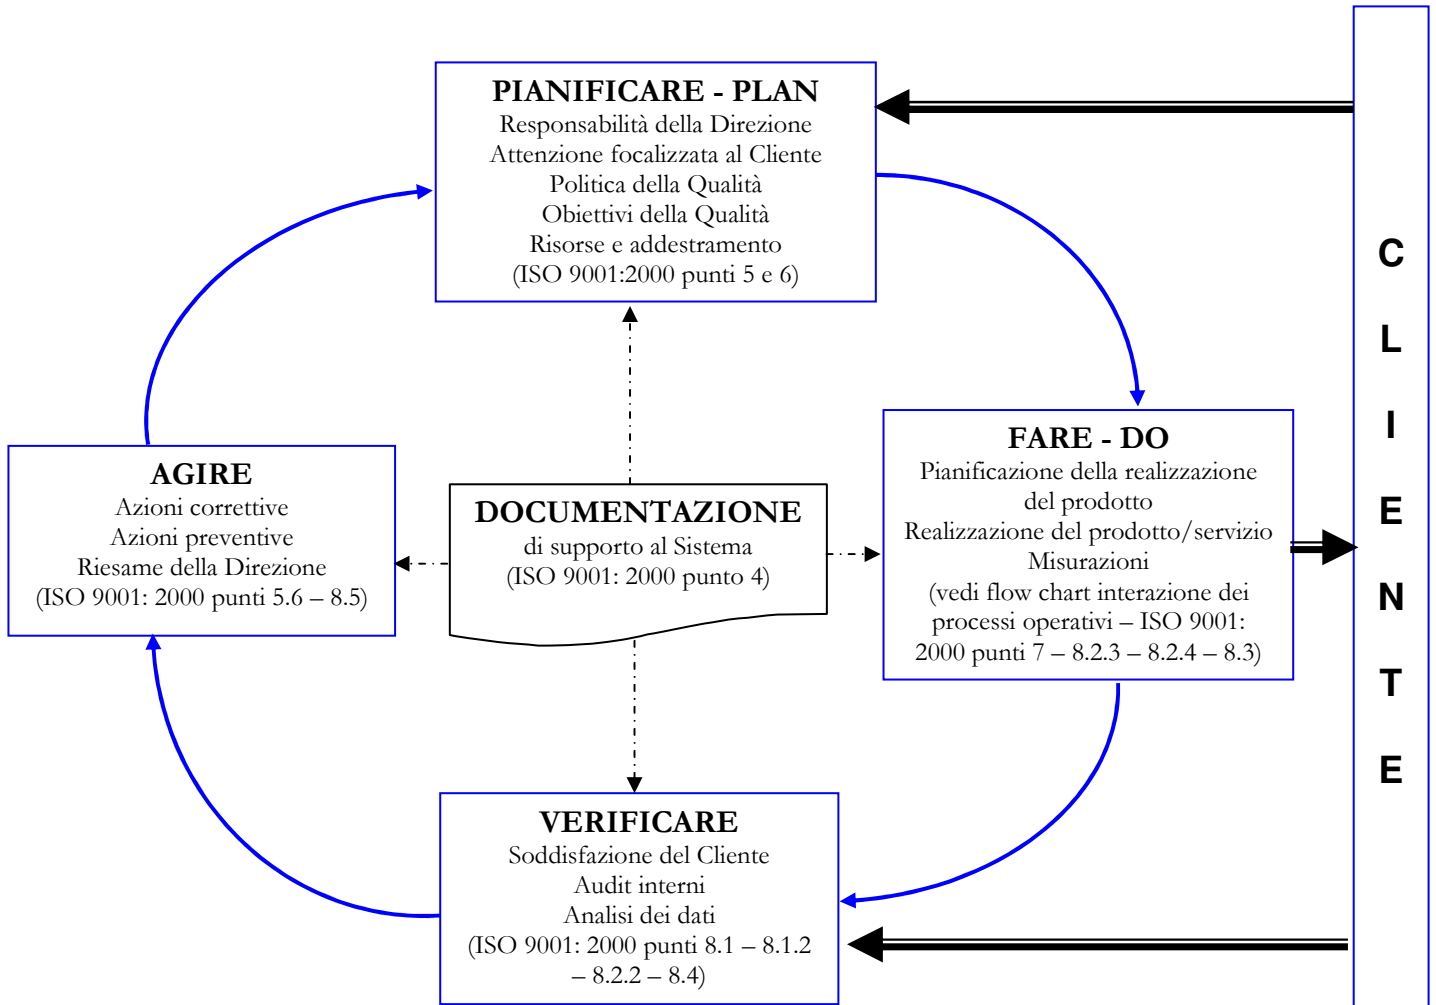 PIANIFICARE - PLAN
Responsabilità della Direzione
Attenzione focalizzata al Cliente
Politica della Qualità
Obiettivi della Qualità
Risorse e addestramento
(ISO 9001:2000 punti 5 e 6)
AGIRE
Azioni correttive
Azioni preventive
Riesame della Direzione
(ISO 9001: 2000 punti 5.6 – 8.5)
DOCUMENTAZIONE
di supporto al Sistema
(ISO 9001: 2000 punto 4)
FARE - DO
Pianificazione della realizzazione
del prodotto
Realizzazione del prodotto/servizio
Misurazioni
(vedi flow chart interazione dei
processi operativi – ISO 9001:
2000 punti 7 – 8.2.3 – 8.2.4 – 8.3)
VERIFICARE
Soddisfazione del Cliente
Audit interni
Analisi dei dati
(ISO 9001: 2000 punti 8.1 – 8.1.2
– 8.2.2 – 8.4)
C
L
I
E
N
T
E